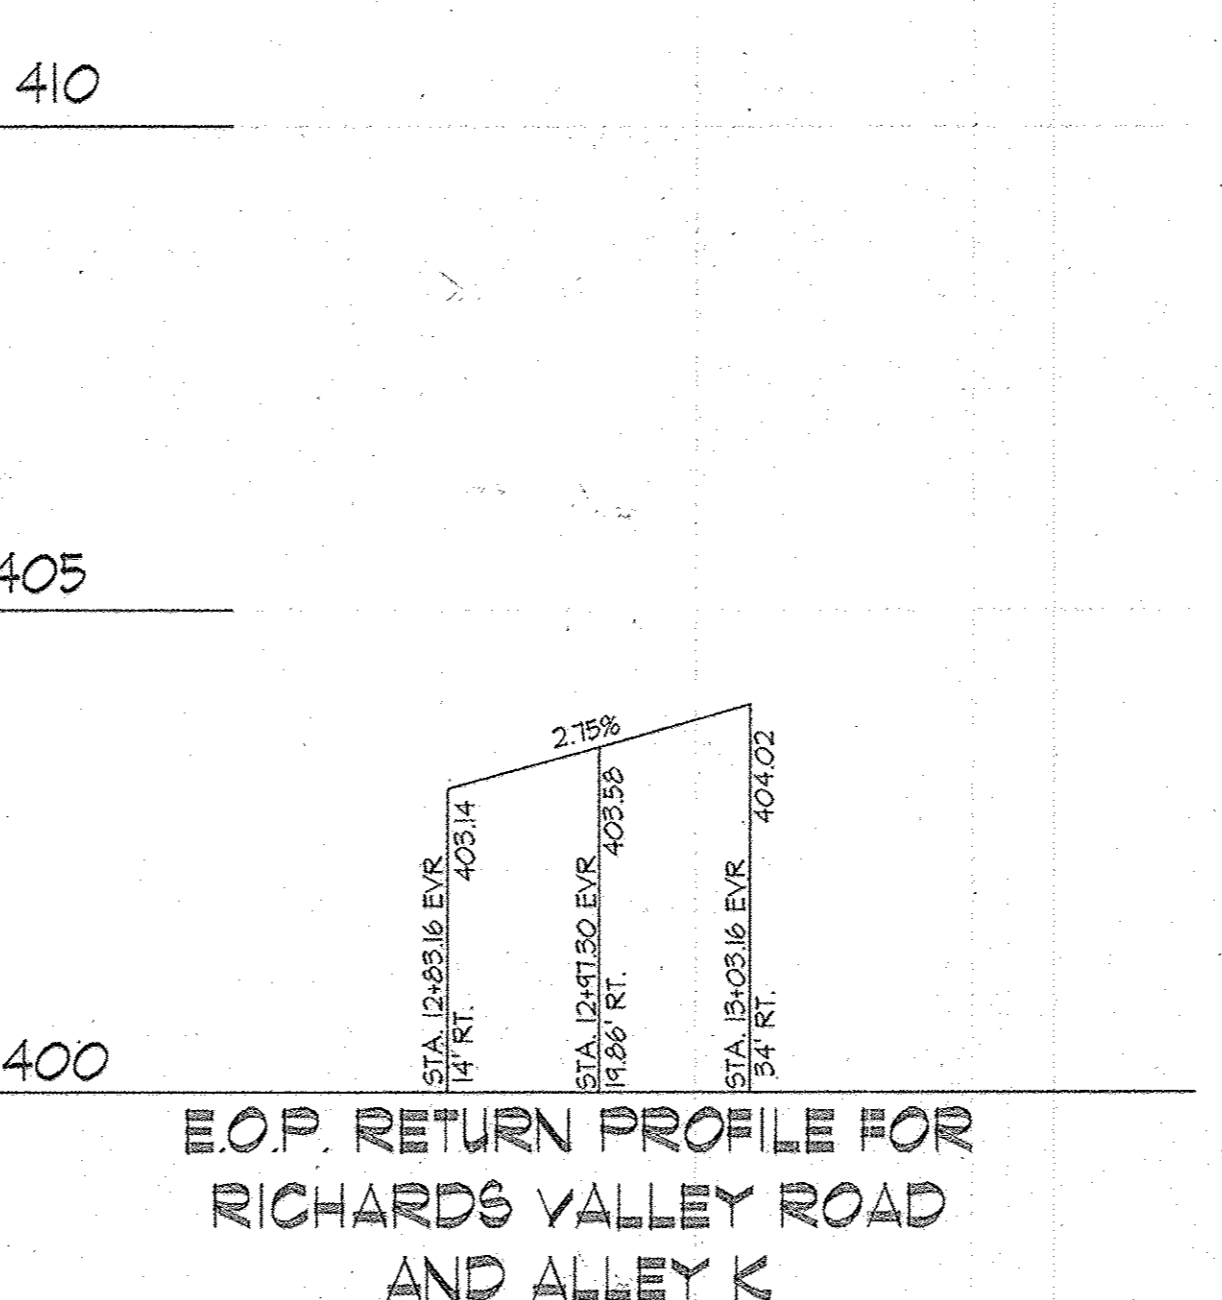 410
405
2.75%
403.14
403.58
404.02
STA. 12+83.16 EVR
14' RT.
STA. 12+97.30 EVR
19.86' RT.
STA. 13+03.16 EVR
34' RT.
400
E.O.P. RETURN PROFILE FOR
RICHARDS VALLEY ROAD
AND ALLEY K